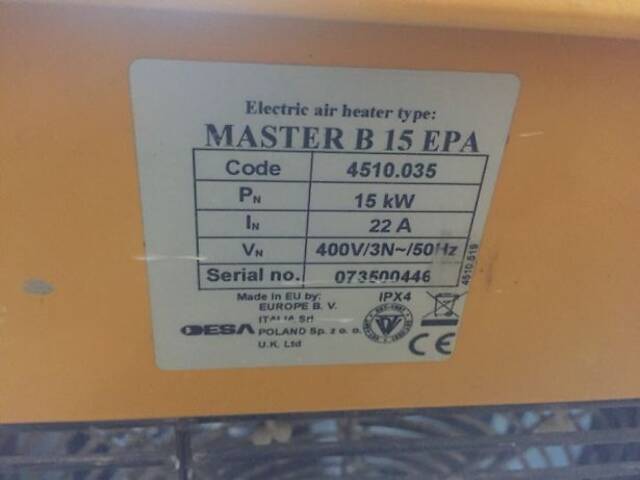 Electric air heater type:
MASTER B 15 EPA
Code 4510.035
PN 15 kW
IN 22 A
VN 400V/3N~/50Hz
Serial no. 073500446
4510.519
Made in EU by: IPX4
EUROPE B. V.
ITALIA Srl
DESA POLAND Sp. z o. o.
U.K. Ltd
CE